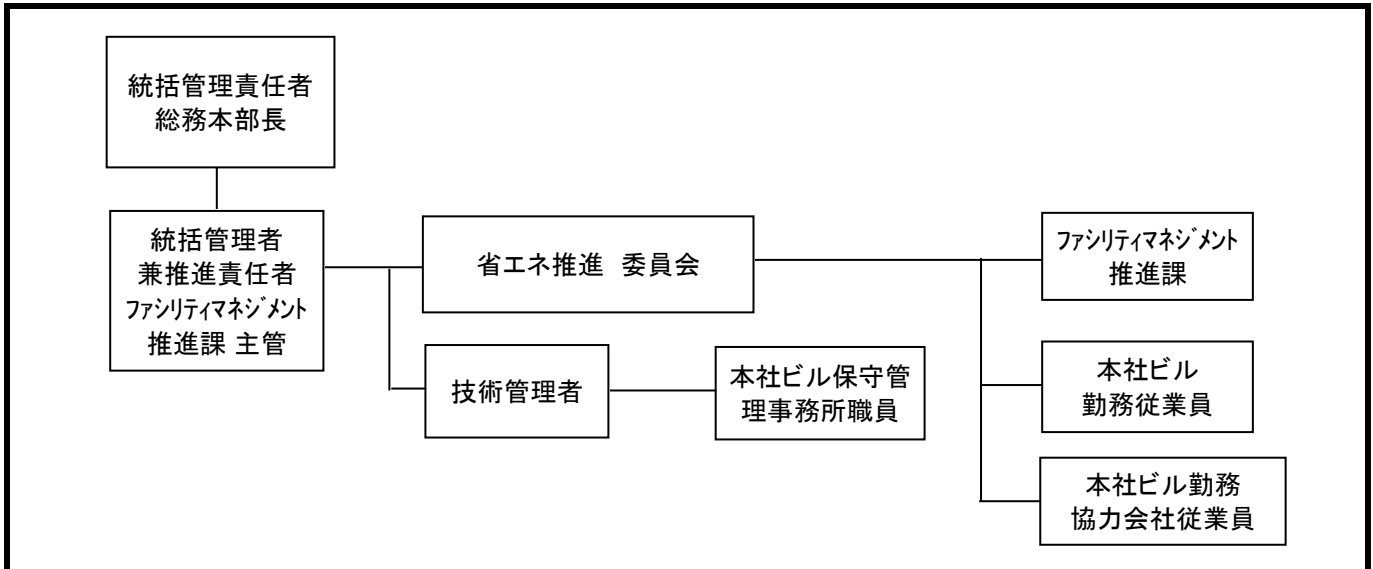 統括管理責任者
総務本部長
統括管理者
兼推進責任者
ﾌｧｼﾘﾃｨﾏﾈｼﾞﾒﾝﾄ
推進課 主管
省エネ推進 委員会
技術管理者
本社ビル保守管
理事務所職員
ﾌｧｼﾘﾃｨﾏﾈｼﾞﾒﾝﾄ
推進課
本社ビル
勤務従業員
本社ビル勤務
協力会社従業員